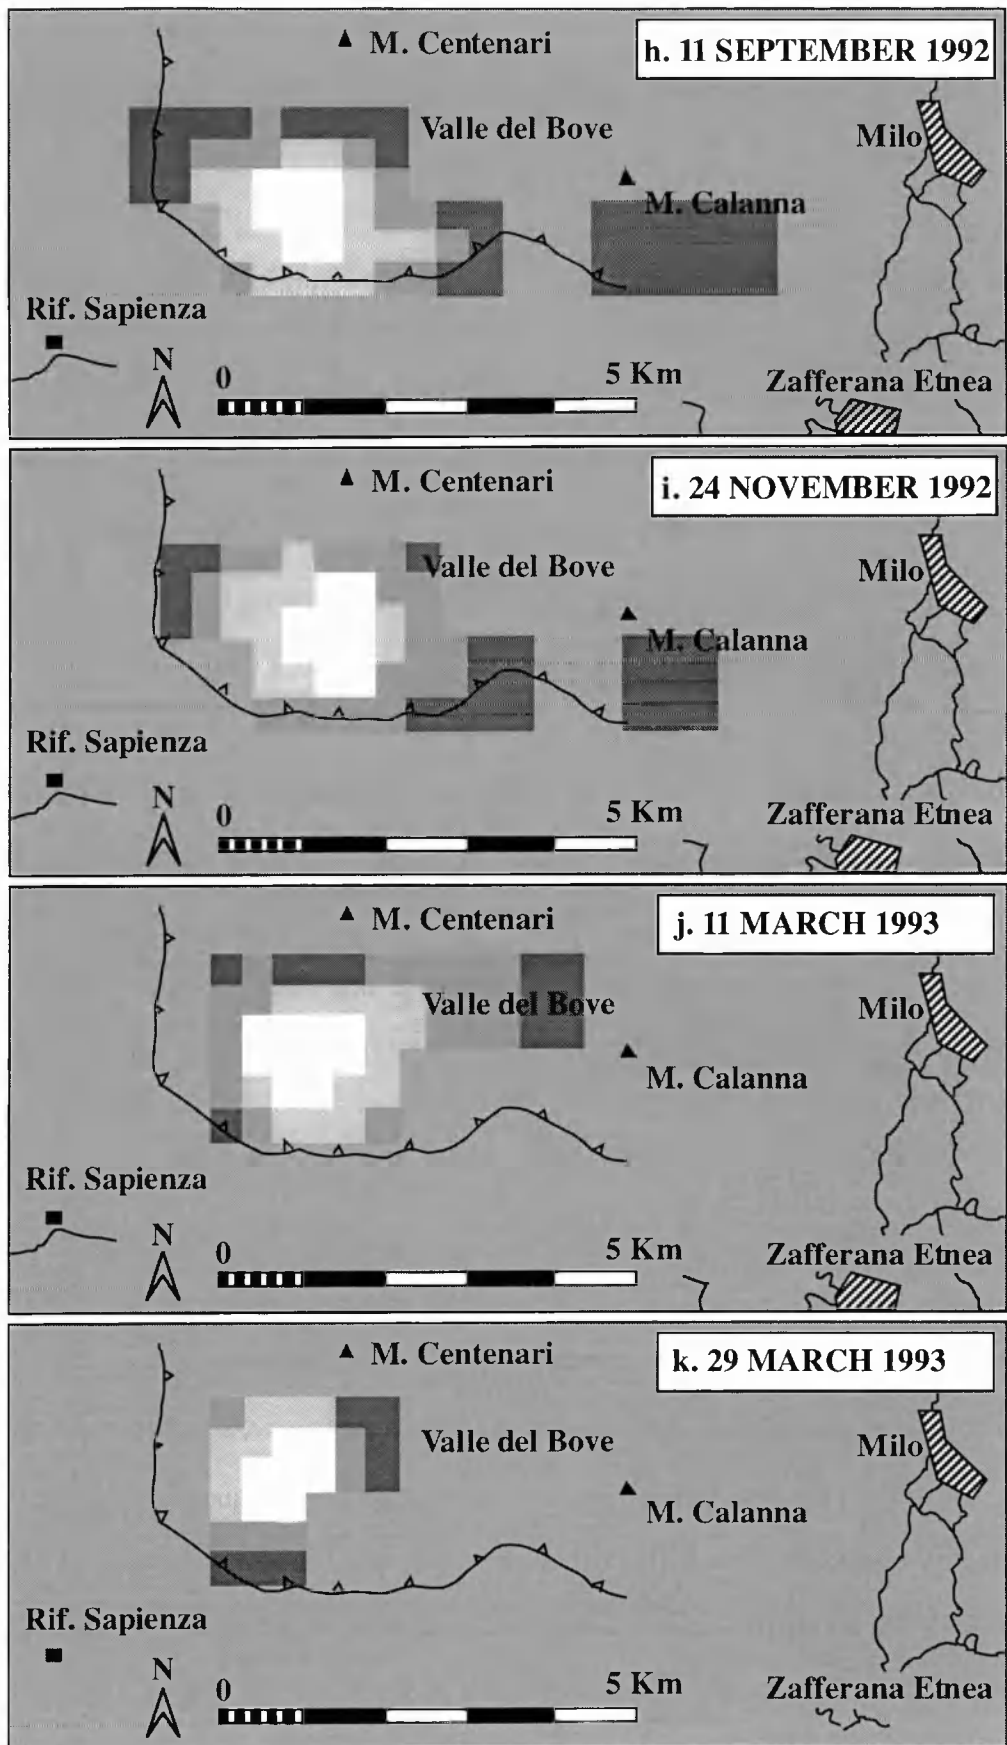 M. Centenari
h. 11 SEPTEMBER 1992
Valle del Bove
Milo
M. Calanna
Rif. Sapienza
N
0
5 Km
Zafferana Etnea
M. Centenari
i. 24 NOVEMBER 1992
Valle del Bove
Milo
M. Calanna
Rif. Sapienza
N
0
5 Km
Zafferana Etnea
M. Centenari
j. 11 MARCH 1993
Valle del Bove
Milo
M. Calanna
Rif. Sapienza
N
0
5 Km
Zafferana Etnea
M. Centenari
k. 29 MARCH 1993
Valle del Bove
Milo
M. Calanna
Rif. Sapienza
N
0
5 Km
Zafferana Etnea